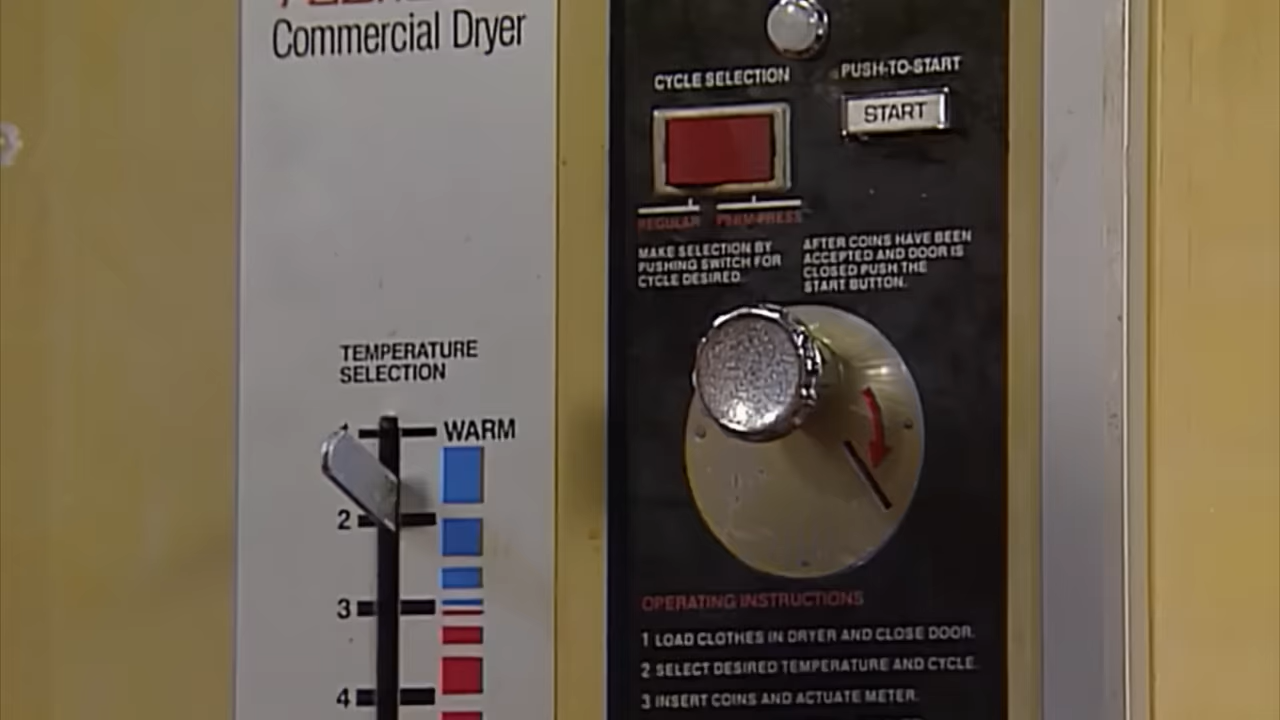 Commercial Dryer
TEMPERATURE
SELECTION
1
WARM
2
3
4
CYCLE SELECTION
PUSH-TO-START
START
REGULAR
PERM-PRESS
MAKE SELECTION BY
PUSHING SWITCH FOR
CYCLE DESIRED.
AFTER COINS HAVE BEEN
ACCEPTED AND DOOR IS
CLOSED PUSH THE
START BUTTON.
OPERATING INSTRUCTIONS
1 LOAD CLOTHES IN DRYER AND CLOSE DOOR.
2 SELECT DESIRED TEMPERATURE AND CYCLE.
3 INSERT COINS AND ACTUATE METER.